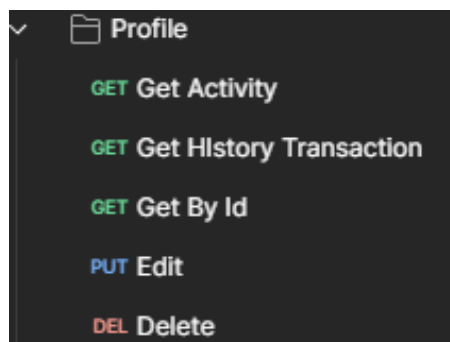 Profile
GET Get Activity
GET Get HIstory Transaction
GET Get By Id
PUT Edit
DEL Delete